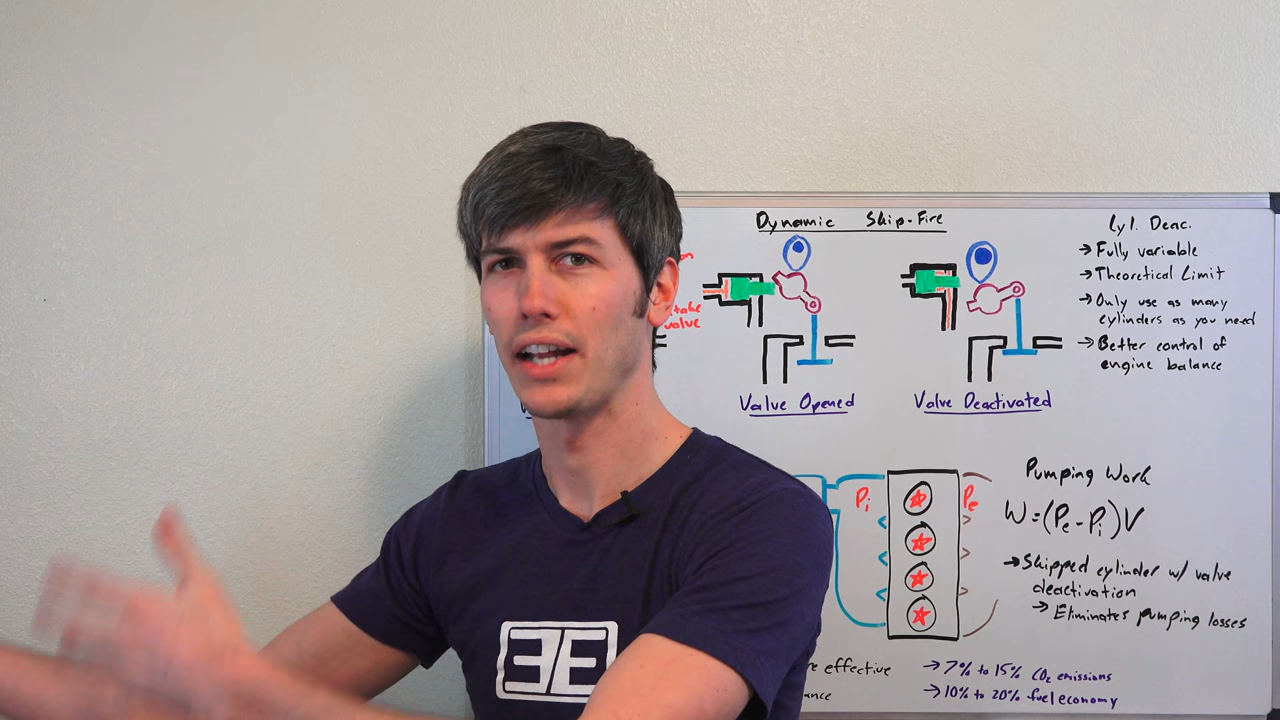 Dynamic Skip-Fire
Valve Opened
Valve Deactivated
Cyl. Deac.
→ Fully variable
→ Theoretical Limit
→ Only use as many
cylinders as you need
→ Better control of
engine balance
valve
Pi
Pe
Pumping Work
W=(Pe-Pi)V
→ Skipped cylinder w/ valve
deactivation
→ Eliminates pumping losses
effective
→ 7% to 15% CO2 emissions
→ 10% to 20% fuel economy
EE